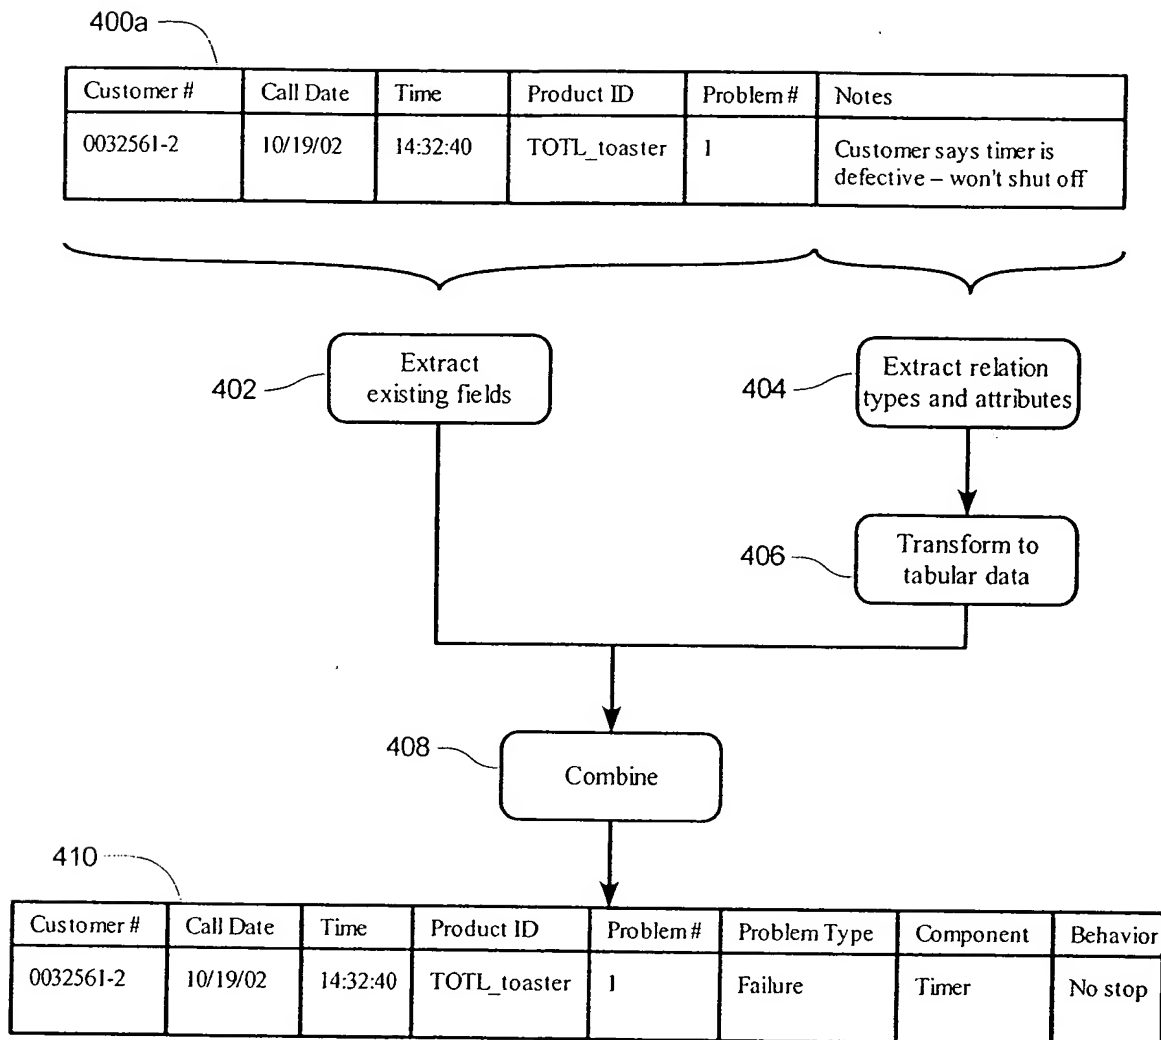 400a
Customer # Call Date Time Product ID Problem # Notes
0032561-2 10/19/02 14:32:40 TOTL_toaster 1 Customer says timer is
defective – won't shut off
402
Extract
existing fields
404
Extract relation
types and attributes
406
Transform to
tabular data
408
Combine
410
Customer # Call Date Time Product ID Problem # Problem Type Component Behavior
0032561-2 10/19/02 14:32:40 TOTL_toaster 1 Failure Timer No stop